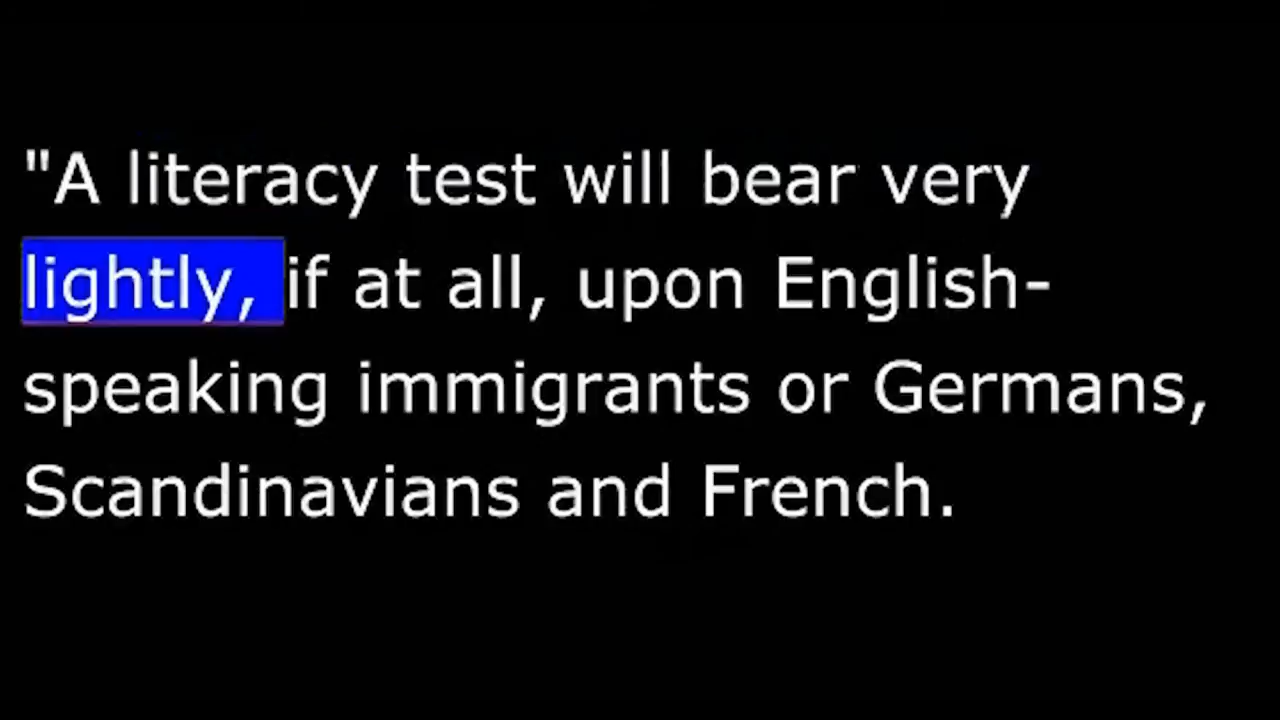 "A literacy test will bear very
lightly, if at all, upon English-
speaking immigrants or Germans,
Scandinavians and French.